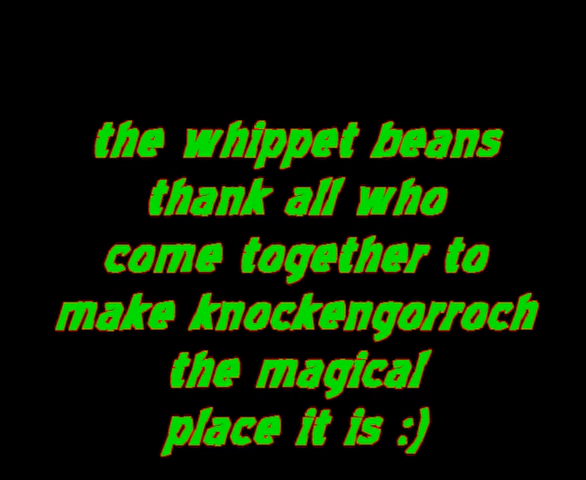 the whippet beans
thank all who
come together to
make knockengorroch
the magical
place it is :)